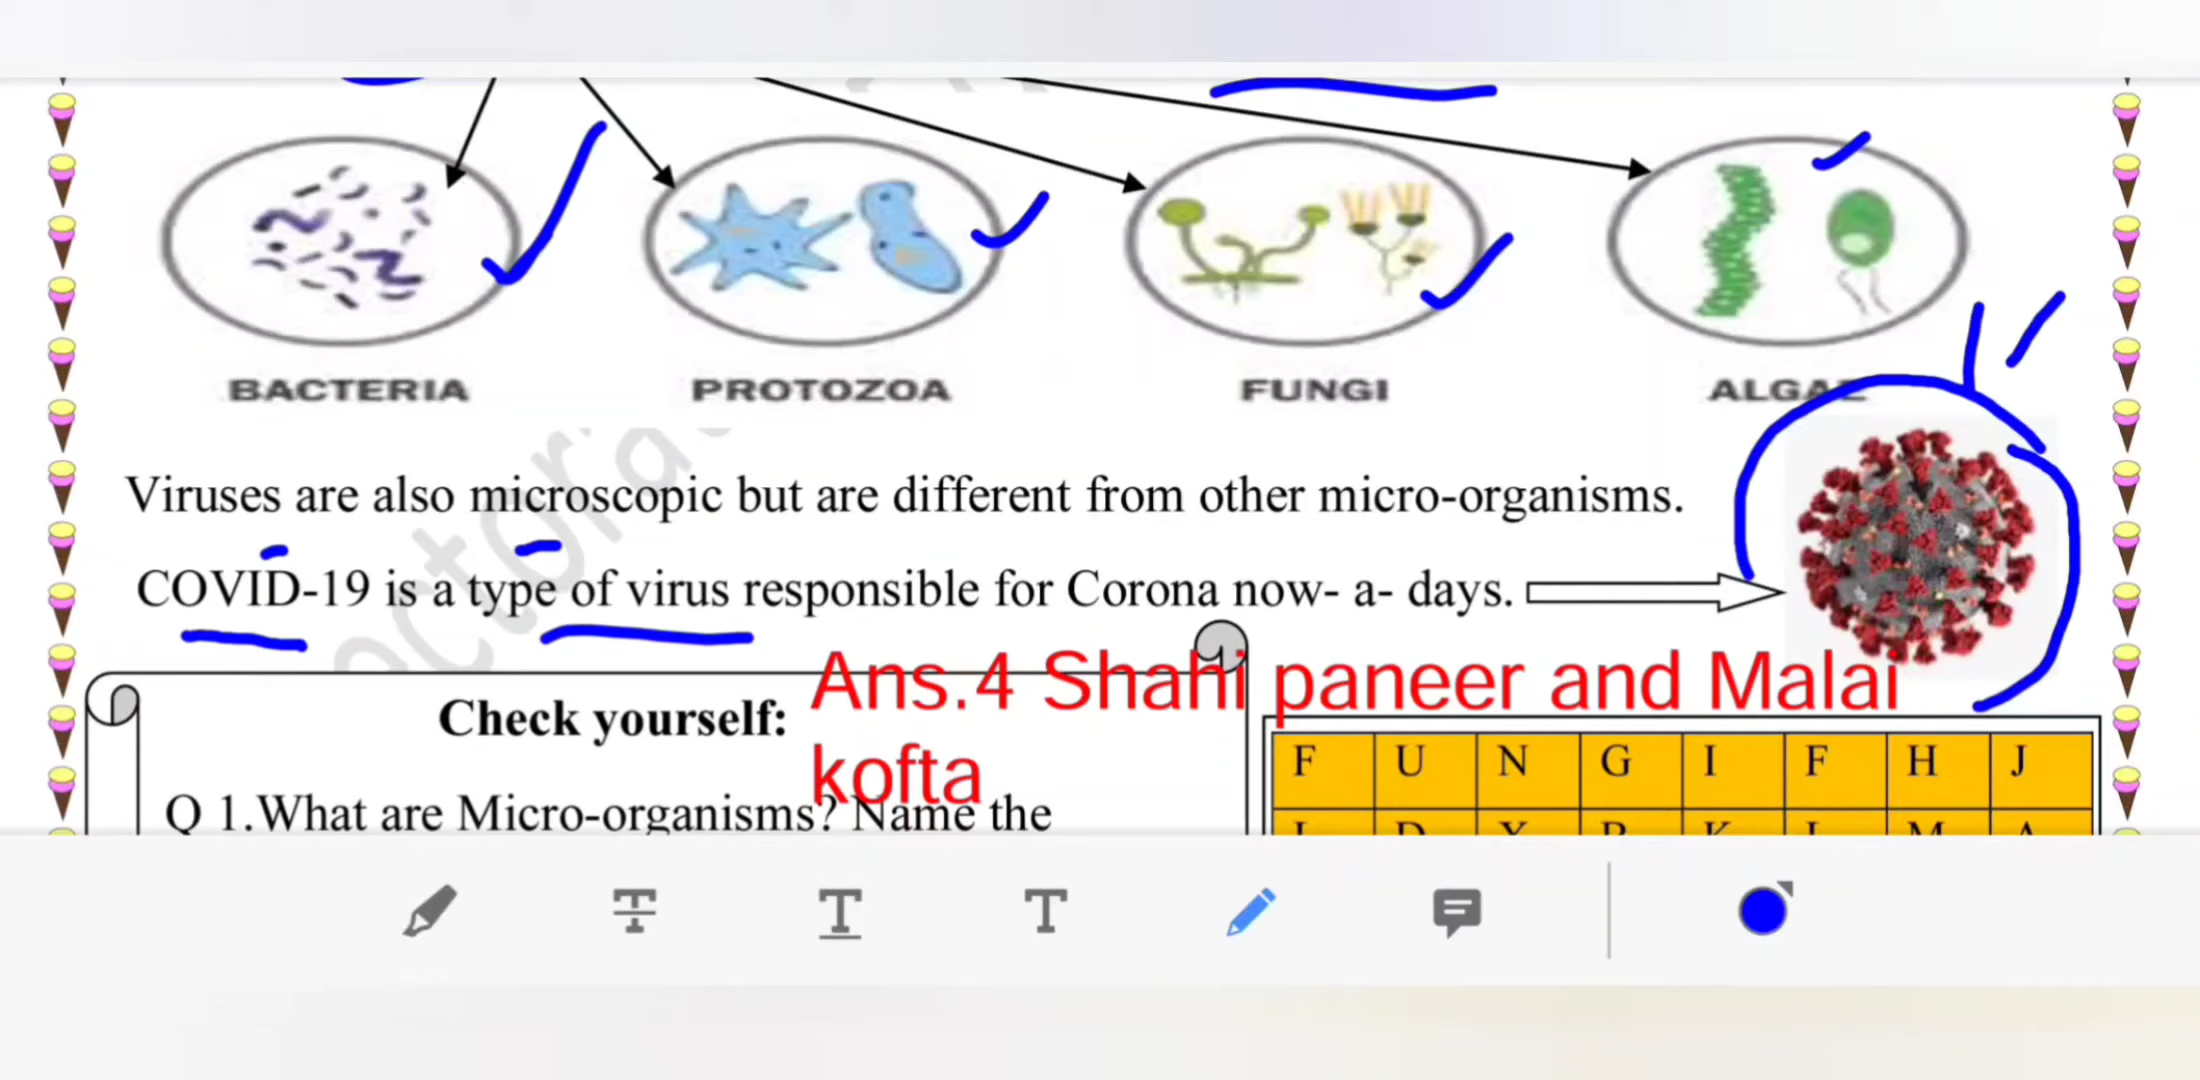 BACTERIA PROTOZOA FUNGI ALGAE
Viruses are also microscopic but are different from other micro-organisms.
COVID-19 is a type of virus responsible for Corona now- a- days.
Ans.4 Shahi paneer and Malai
kofta
Check yourself:
Q 1.What are Micro-organisms? Name the
F U N G I F H J